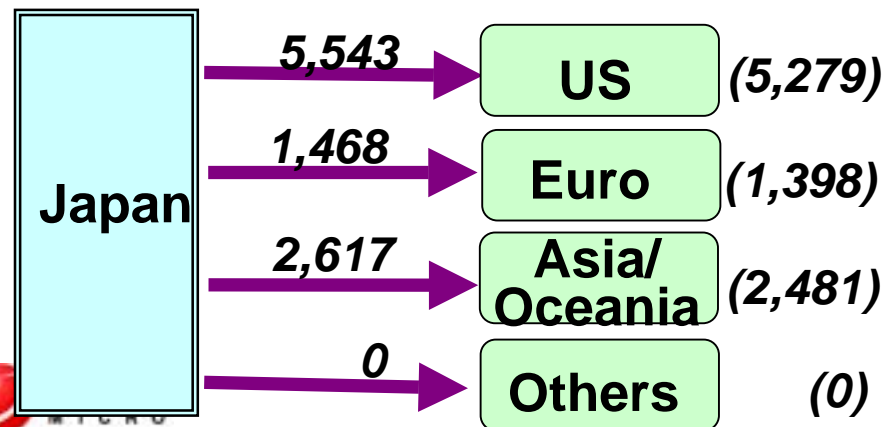 Japan
5,543
US
(5,279)
1,468
Euro
(1,398)
2,617
Asia/
Oceania
(2,481)
0
Others
(0)
MICRO